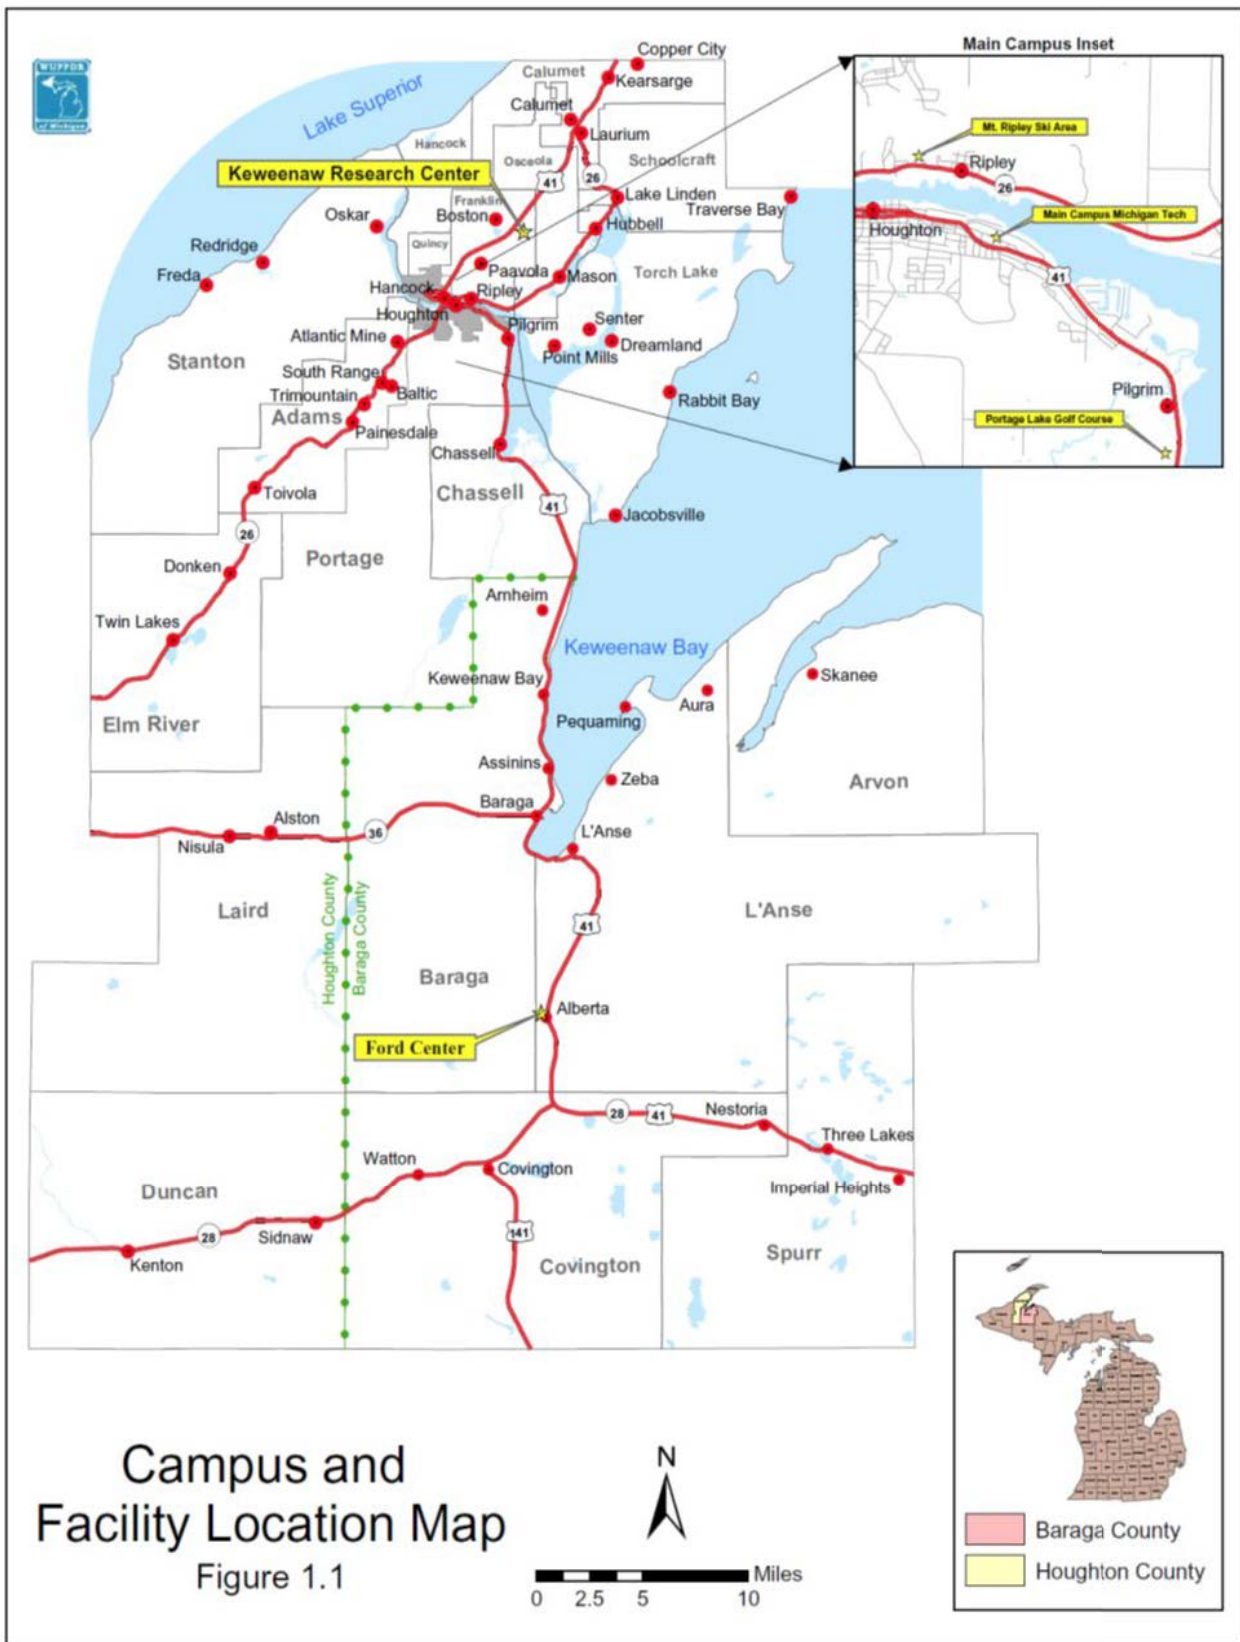 WUPPDR
of Michigan
Copper City
Calumet
Kearsarge
Lake Superior
Calumet
Laurium
Hancock
Osceola
Schoolcraft
Keweenaw Research Center
41
26
Franklin
Lake Linden
Oskar
Boston
Traverse Bay
Hubbell
Redridge
Quincy
Freda
Paavola
Mason
Torch Lake
Hancock
Ripley
Houghton
Pilgrim
Senter
Atlantic Mine
Dreamland
Point Mills
Stanton
South Range
Baltic
Trimountain
Rabbit Bay
Adams
Painesdale
Chassell
Toivola
Chassell
41
Jacobsville
26
Portage
Donken
Arnheim
Twin Lakes
Keweenaw Bay
Skanee
Keweenaw Bay
Aura
Elm River
Pequaming
Assinins
Zeba
Arvon
Baraga
Alston
36
L'Anse
Nisula
Laird
Houghton County
Baraga County
L'Anse
41
Baraga
Alberta
Ford Center
28
41
Nestoria
Three Lakes
Watton
Covington
Imperial Heights
Duncan
28
Sidnaw
141
Spurr
Kenton
Covington
Main Campus Inset
Mt. Ripley Ski Area
Ripley
26
Main Campus Michigan Tech
Houghton
41
Pilgrim
Portage Lake Golf Course
Campus and
Facility Location Map
Figure 1.1
N
Miles
0 2.5 5 10
Baraga County
Houghton County